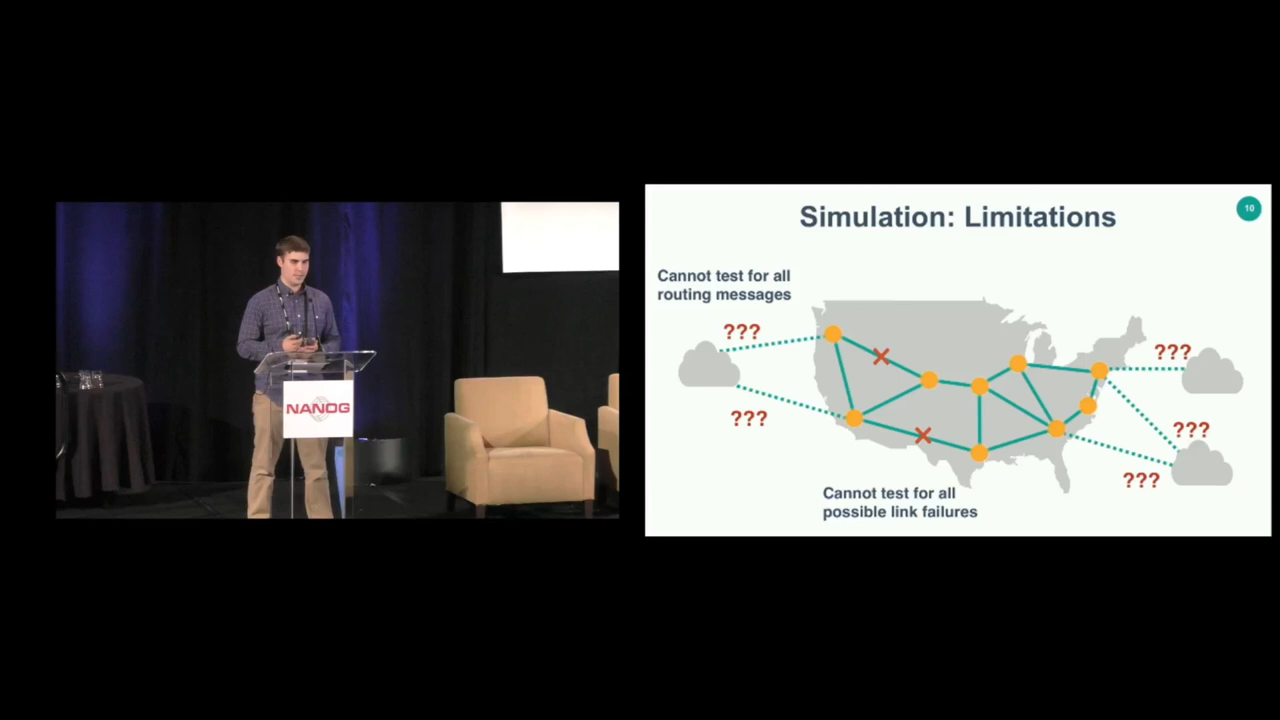 NANOG
Simulation: Limitations
10
Cannot test for all
routing messages
???
???
???
???
???
Cannot test for all
possible link failures